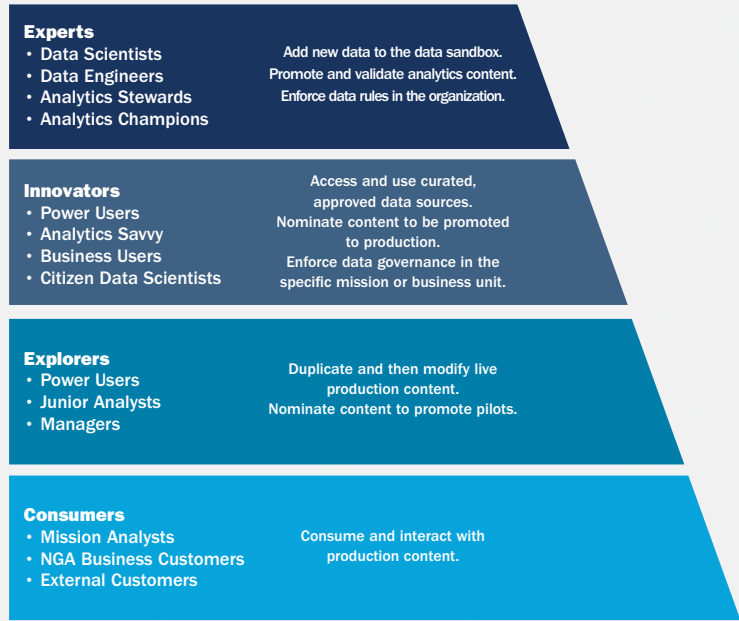 Experts
• Data Scientists
• Data Engineers
• Analytics Stewards
• Analytics Champions
Add new data to the data sandbox.
Promote and validate analytics content.
Enforce data rules in the organization.
Innovators
• Power Users
• Analytics Savvy
• Business Users
• Citizen Data Scientists
Access and use curated,
approved data sources.
Nominate content to be promoted
to production.
Enforce data governance in the
specific mission or business unit.
Explorers
• Power Users
• Junior Analysts
• Managers
Duplicate and then modify live
production content.
Nominate content to promote pilots.
Consumers
• Mission Analysts
• NGA Business Customers
• External Customers
Consume and interact with
production content.